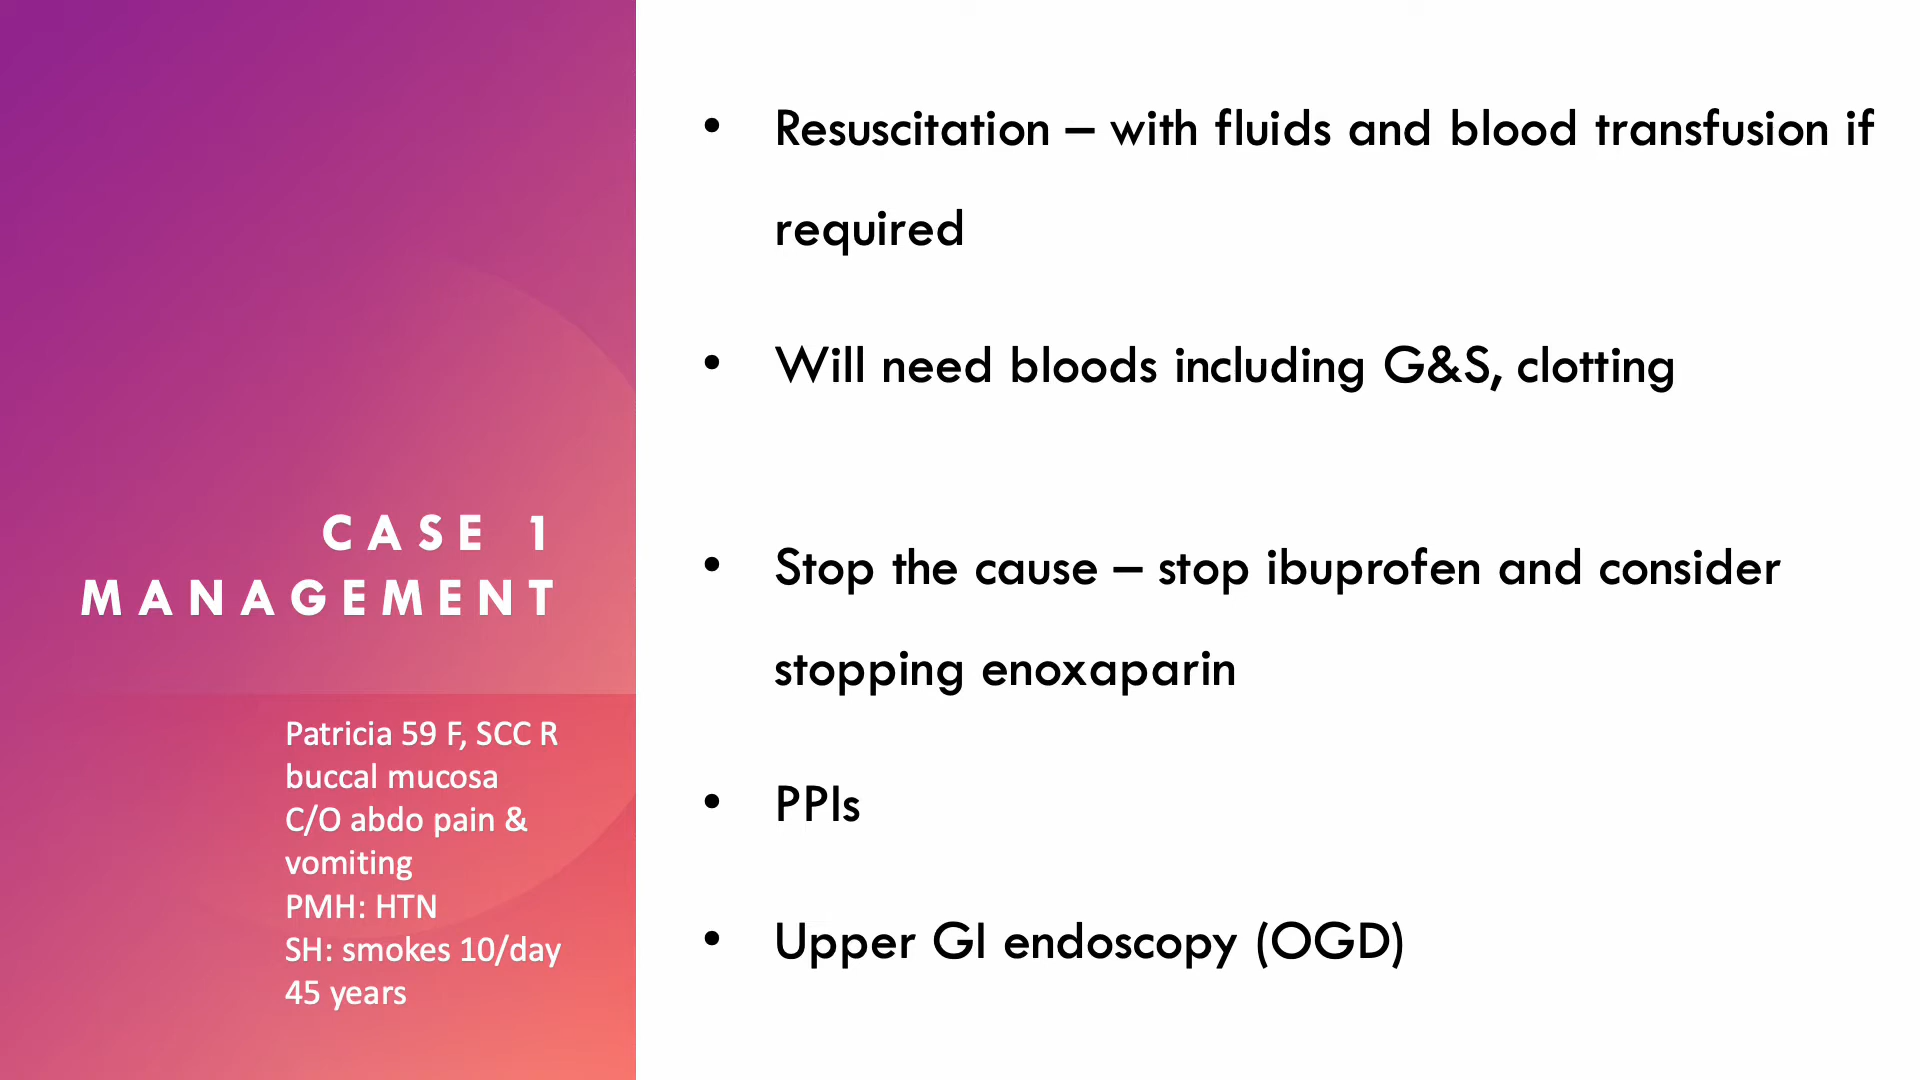 CASE 1
MANAGEMENT
Patricia 59 F, SCC R
buccal mucosa
C/O abdo pain &
vomiting
PMH: HTN
SH: smokes 10/day
45 years
• Resuscitation – with fluids and blood transfusion if
required
• Will need bloods including G&S, clotting
• Stop the cause – stop ibuprofen and consider
stopping enoxaparin
• PPIs
• Upper GI endoscopy (OGD)